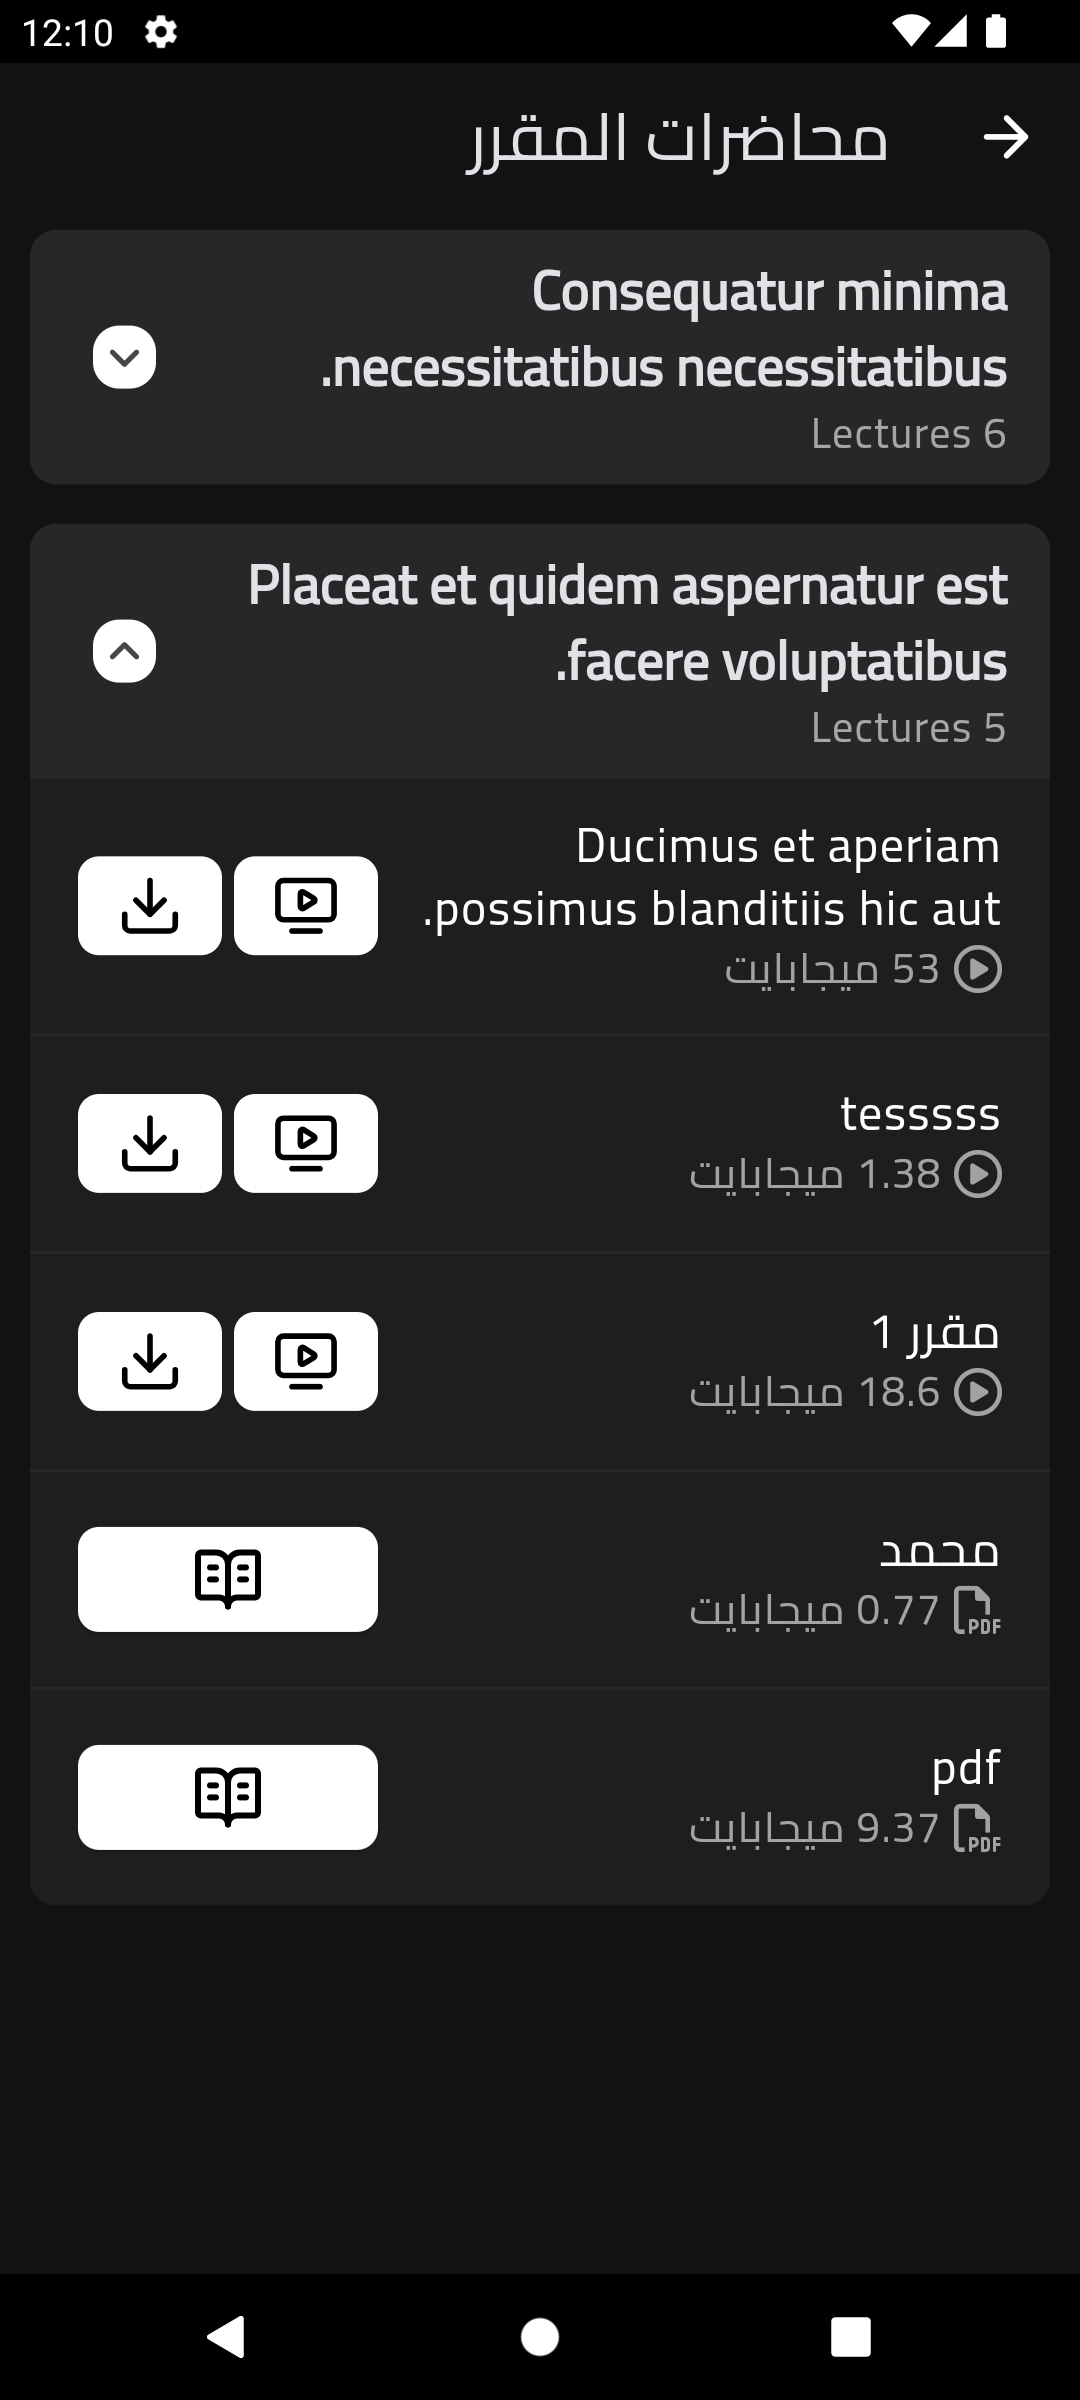 12:10
محاضرات المقرر
Consequatur minima
necessitatibus necessitatibus.
6 Lectures
Placeat et quidem aspernatur est
facere voluptatibus.
5 Lectures
Ducimus et aperiam
possimus blanditiis hic aut.
53 ميجابايت
tesssss
1.38 ميجابايت
مقرر 1
18.6 ميجابايت
محمد
PDF 0.77 ميجابايت
pdf
PDF 9.37 ميجابايت